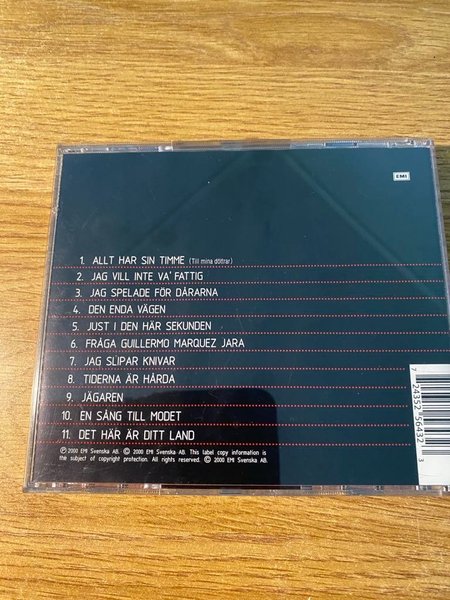 EMI
1. ALLT HAR SIN TIMME (Till mina döttrar)
2. JAG VILL INTE VA' FATTIG
3. JAG SPELADE FÖR DÅRARNA
4. DEN ENDA VÄGEN
5. JUST I DEN HÄR SEKUNDEN
6. FRÅGA GUILLERMO MARQUEZ JARA
7. JAG SLIPAR KNIVAR
8. TIDERNA ÄR HÅRDA
9. JÄGAREN
10. EN SÅNG TILL MODET
11. DET HÄR ÄR DITT LAND
℗ 2000 EMI Svenska AB. © 2000 EMI Svenska AB. This label copy information is
the subject of copyright protection. All rights reserved. © 2000 EMI Svenska AB.
7 24352 56432 3